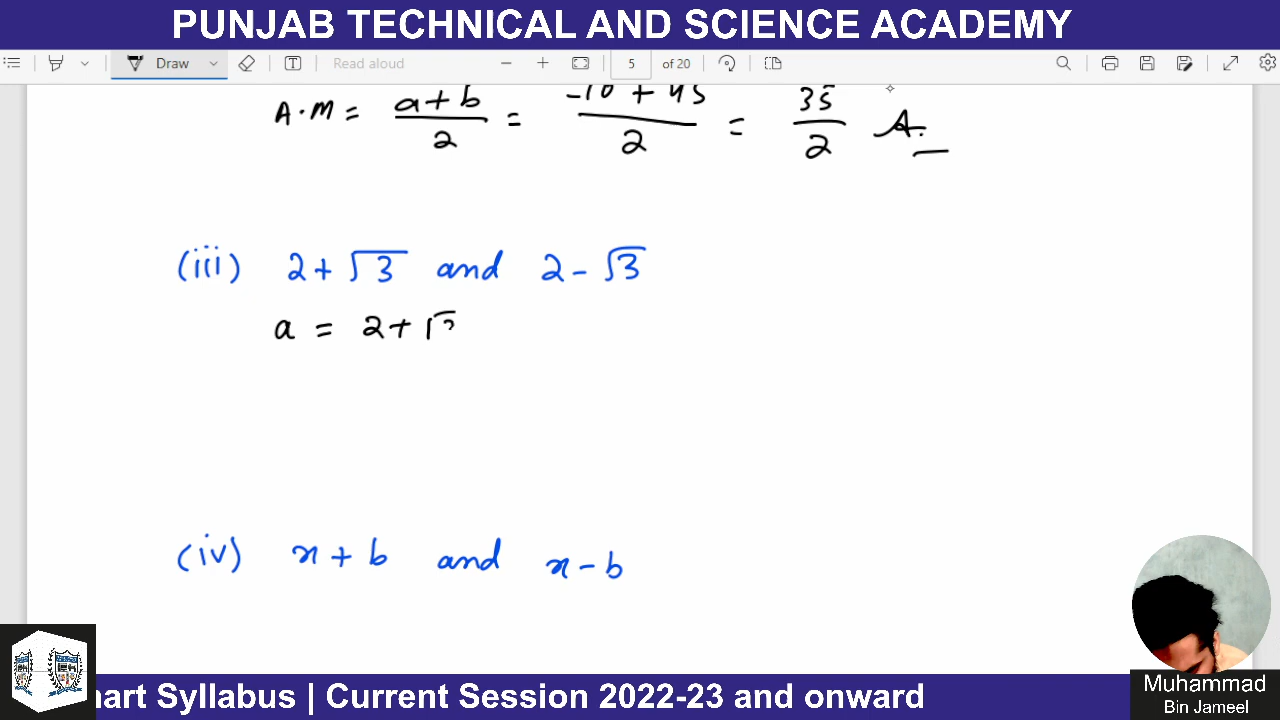 PUNJAB TECHNICAL AND SCIENCE ACADEMY
Draw Read aloud 5 of 20
A.M = a+b/2 = -10 + 45/2 = 35/2 A.
(iii) 2+√3 and 2-√3
a = 2+√3
(iv) x+b and x-b
Syllabus | Current Session 2022-23 and onward
Muhammad
Bin Jameel